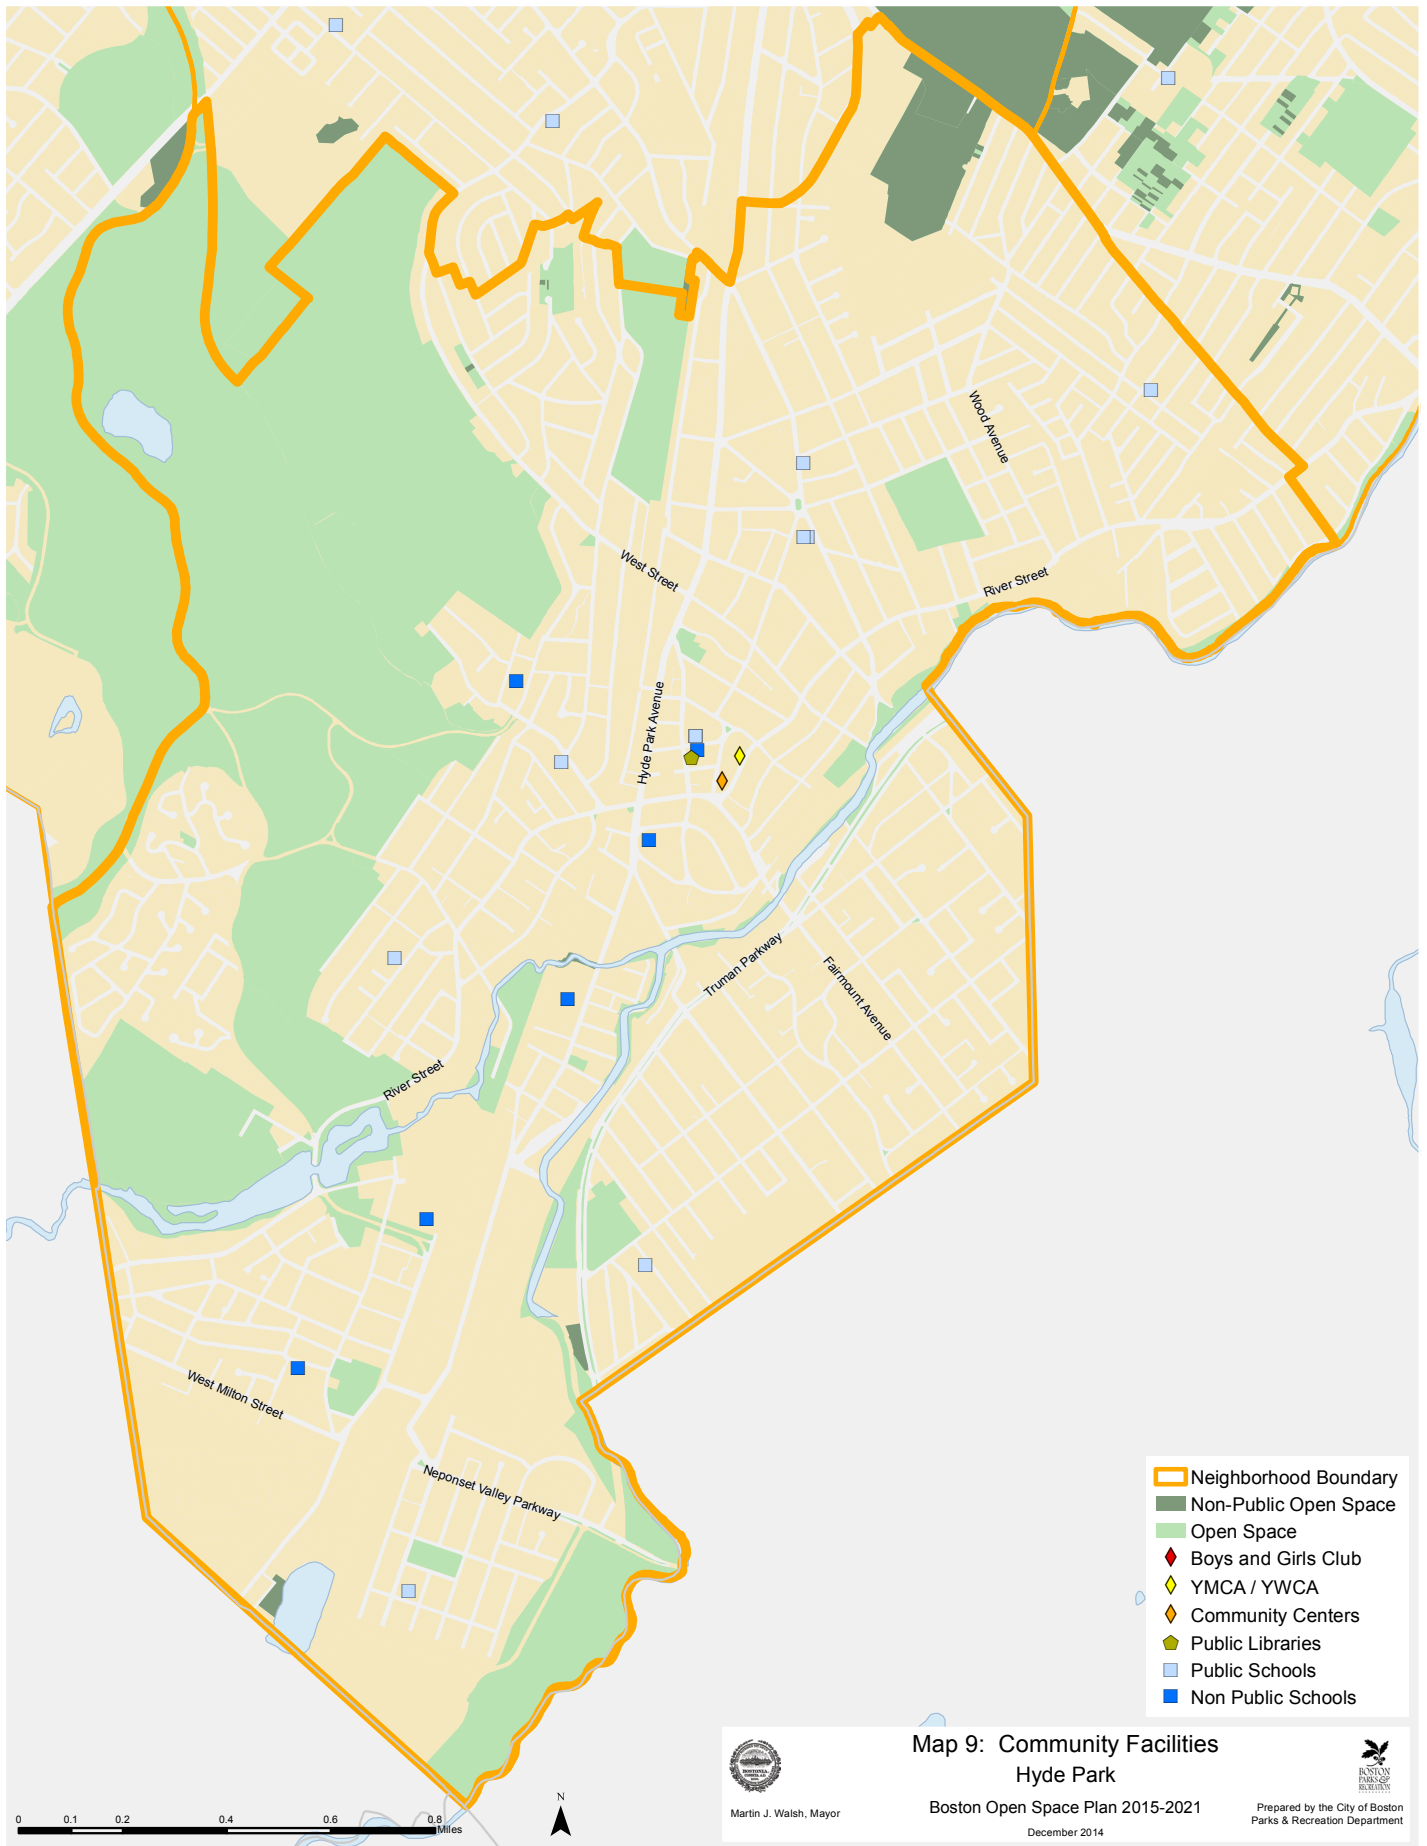 Wood Avenue
West Street
River Street
Hyde Park Avenue
Truman Parkway
Fairmount Avenue
River Street
West Milton Street
Neponset Valley Parkway
Neighborhood Boundary
Non-Public Open Space
Open Space
Boys and Girls Club
YMCA / YWCA
Community Centers
Public Libraries
Public Schools
Non Public Schools
Map 9: Community Facilities
Hyde Park
Boston Open Space Plan 2015-2021
December 2014
Martin J. Walsh, Mayor
BOSTON
PARKS &
RECREATION
Prepared by the City of Boston
Parks & Recreation Department
N
0 0.1 0.2 0.4 0.6 0.8
Miles